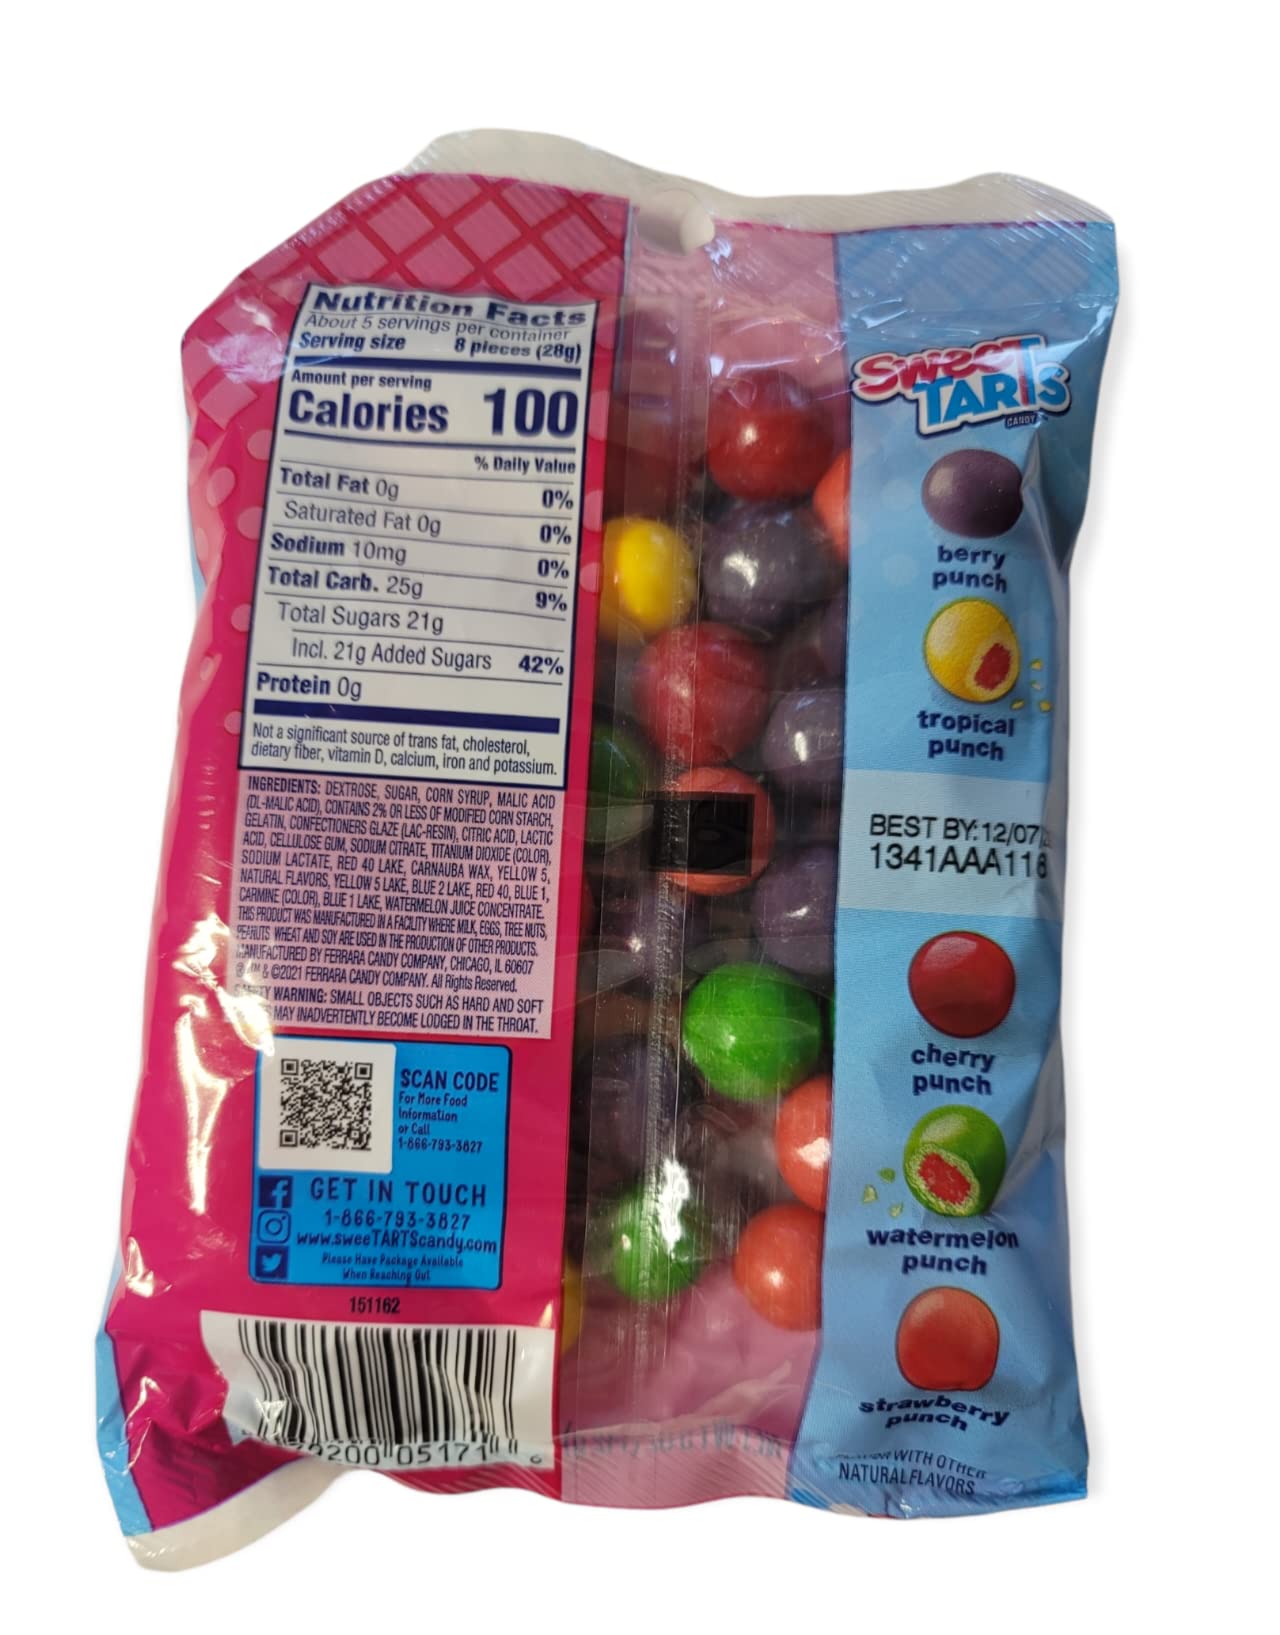 Nutrition Facts
About 5 servings per container
Serving size 8 pieces (28g)
Amount per serving
Calories 100
% Daily Value
Total Fat 0g 0%
Saturated Fat 0g 0%
Sodium 10mg 0%
Total Carb. 25g 9%
Total Sugars 21g
Incl. 21g Added Sugars 42%
Protein 0g
Not a significant source of trans fat, cholesterol,
dietary fiber, vitamin D, calcium, iron and potassium.
INGREDIENTS: DEXTROSE, SUGAR, CORN SYRUP, MALIC ACID
(DL-MALIC ACID), CONTAINS 2% OR LESS OF MODIFIED CORN STARCH,
GELATIN, CONFECTIONERS GLAZE (LAC-RESIN), CITRIC ACID, LACTIC
ACID, CELLULOSE GUM, SODIUM CITRATE, TITANIUM DIOXIDE (COLOR),
SODIUM LACTATE, RED 40 LAKE, CARNAUBA WAX, YELLOW 5,
NATURAL FLAVORS, YELLOW 5 LAKE, BLUE 2 LAKE, RED 40, BLUE 1,
CARMINE (COLOR), BLUE 1 LAKE, WATERMELON JUICE CONCENTRATE.
THIS PRODUCT WAS MANUFACTURED IN A FACILITY WHERE MILK, EGGS, TREE NUTS,
PEANUTS, WHEAT AND SOY ARE USED IN THE PRODUCTION OF OTHER PRODUCTS.
MANUFACTURED BY FERRARA CANDY COMPANY, CHICAGO, IL 60607
®/™ & ©2021 FERRARA CANDY COMPANY. All Rights Reserved.
SAFETY WARNING: SMALL OBJECTS SUCH AS HARD AND SOFT
MAY INADVERTENTLY BECOME LODGED IN THE THROAT.
SCAN CODE
For More Food
Information
or Call
1-866-793-3827
GET IN TOUCH
1-866-793-3827
www.sweeTARTScandy.com
Please Have Package Available
When Reaching Out
151162
79200 05171 6
SweeTARTS
CANDY
berry
punch
tropical
punch
BEST BY: 12/07
1341AAA116
cherry
punch
watermelon
punch
strawberry
punch
WITH OTHER
NATURAL FLAVORS